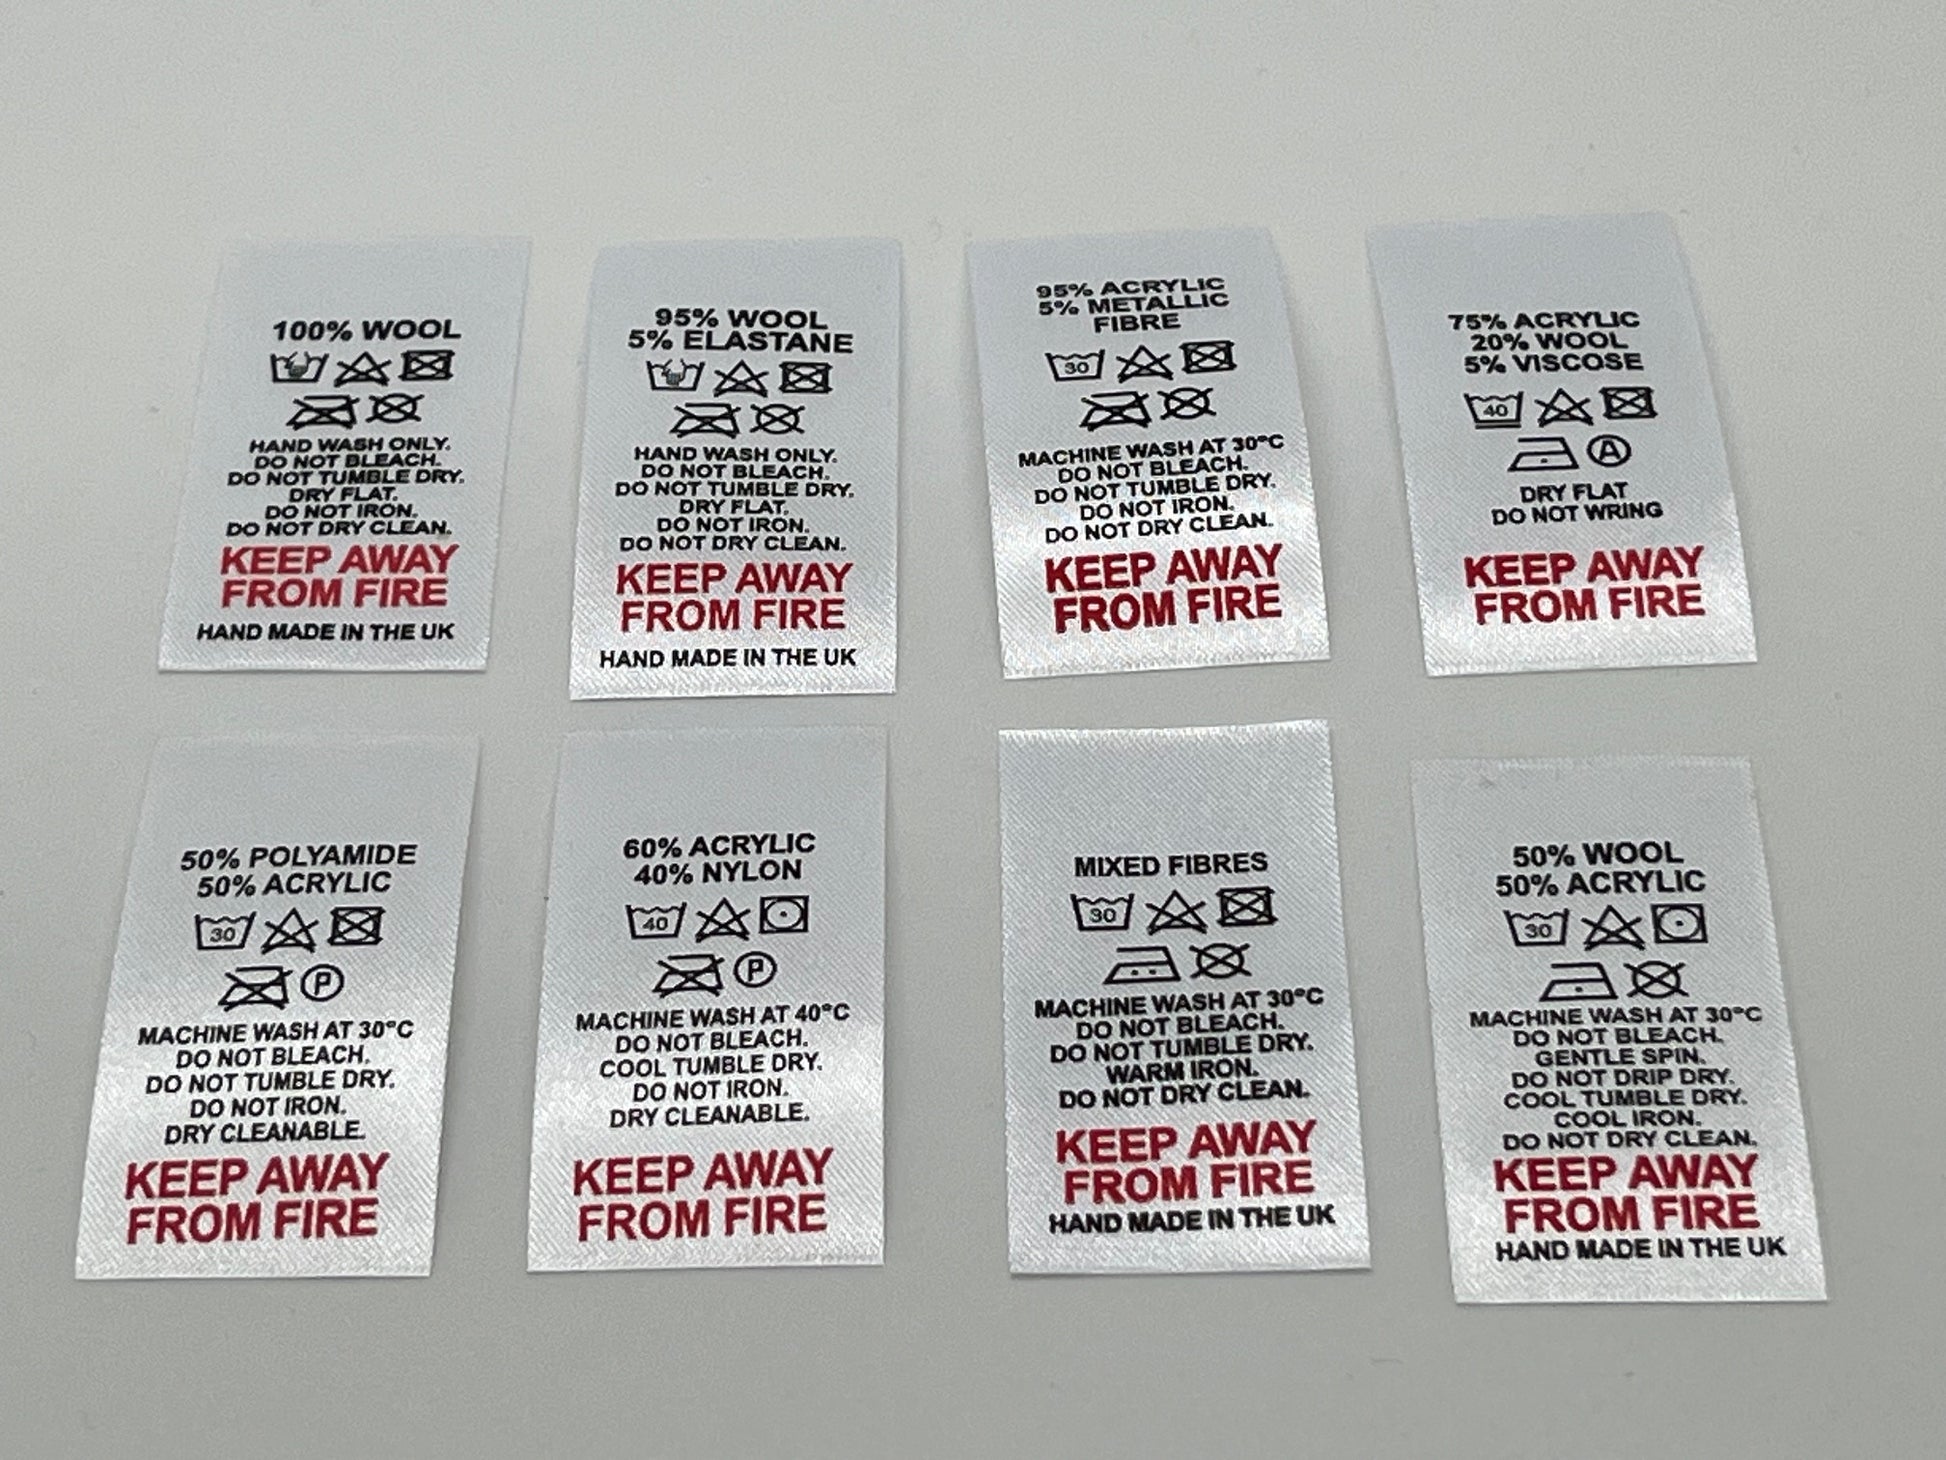 100% WOOL
HAND WASH ONLY.
DO NOT BLEACH.
DO NOT TUMBLE DRY.
DRY FLAT.
DO NOT IRON.
DO NOT DRY CLEAN.
KEEP AWAY
FROM FIRE
HAND MADE IN THE UK
95% WOOL
5% ELASTANE
HAND WASH ONLY.
DO NOT BLEACH.
DO NOT TUMBLE DRY.
DRY FLAT.
DO NOT IRON.
DO NOT DRY CLEAN.
KEEP AWAY
FROM FIRE
HAND MADE IN THE UK
95% ACRYLIC
5% METALLIC
FIBRE
30
MACHINE WASH AT 30°C
DO NOT BLEACH.
DO NOT TUMBLE DRY.
DO NOT IRON.
DO NOT DRY CLEAN.
KEEP AWAY
FROM FIRE
75% ACRYLIC
20% WOOL
5% VISCOSE
40
A
DRY FLAT
DO NOT WRING
KEEP AWAY
FROM FIRE
50% POLYAMIDE
50% ACRYLIC
30
P
MACHINE WASH AT 30°C
DO NOT BLEACH.
DO NOT TUMBLE DRY.
DO NOT IRON.
DRY CLEANABLE.
KEEP AWAY
FROM FIRE
60% ACRYLIC
40% NYLON
40
P
MACHINE WASH AT 40°C
DO NOT BLEACH.
COOL TUMBLE DRY.
DO NOT IRON.
DRY CLEANABLE.
KEEP AWAY
FROM FIRE
MIXED FIBRES
30
MACHINE WASH AT 30°C
DO NOT BLEACH.
DO NOT TUMBLE DRY.
WARM IRON.
DO NOT DRY CLEAN.
KEEP AWAY
FROM FIRE
HAND MADE IN THE UK
50% WOOL
50% ACRYLIC
30
MACHINE WASH AT 30°C
DO NOT BLEACH.
GENTLE SPIN.
DO NOT DRIP DRY.
COOL TUMBLE DRY.
COOL IRON.
DO NOT DRY CLEAN.
KEEP AWAY
FROM FIRE
HAND MADE IN THE UK